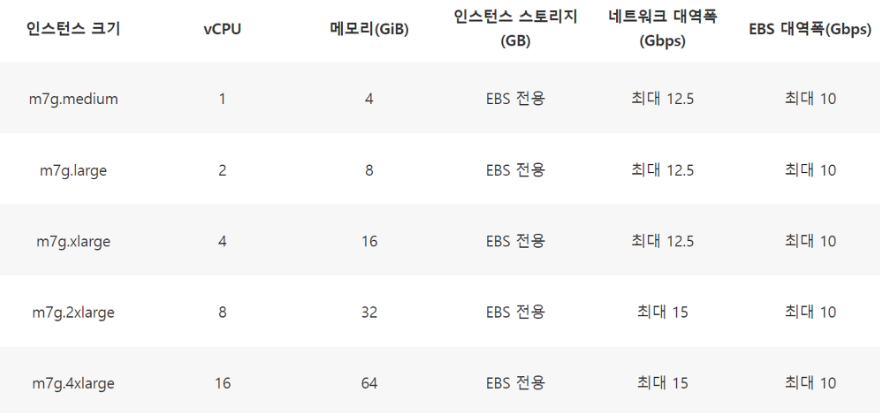 인스턴스 크기 vCPU 메모리(GiB) 인스턴스 스토리지 (GB) 네트워크 대역폭 (Gbps) EBS 대역폭(Gbps)
m7g.medium 1 4 EBS 전용 최대 12.5 최대 10
m7g.large 2 8 EBS 전용 최대 12.5 최대 10
m7g.xlarge 4 16 EBS 전용 최대 12.5 최대 10
m7g.2xlarge 8 32 EBS 전용 최대 15 최대 10
m7g.4xlarge 16 64 EBS 전용 최대 15 최대 10